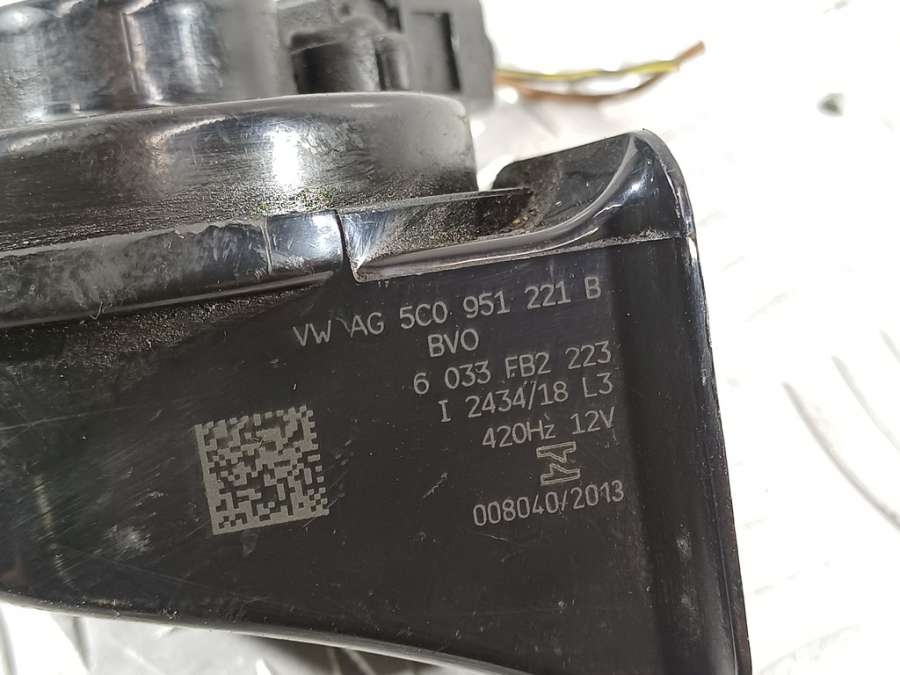 VW AG 5C0 951 221 B
BVO
6 033 FB2 223
I 2434/18 L3
420Hz 12V
008040/2013